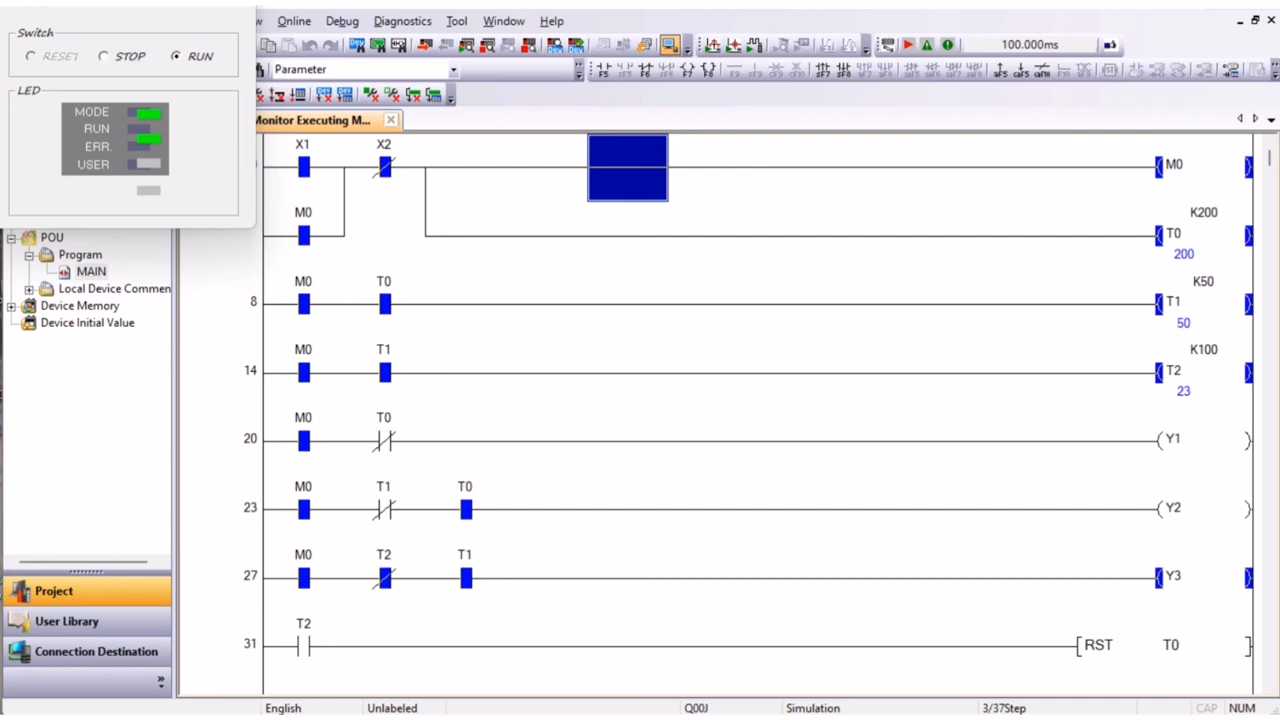 Switch
RESET STOP RUN
LED
MODE
RUN
ERR.
USER
Online Debug Diagnostics Tool Window Help
100.000ms
Parameter
Monitor Executing M...
POU
Program
MAIN
Local Device Commen
Device Memory
Device Initial Value
Project
User Library
Connection Destination
X1 X2
M0
M0 K200
T0
200
M0 T0 K50
8 T1
50
M0 T1 K100
14 T2
23
M0 T0
20 Y1
M0 T1 T0
23 Y2
M0 T2 T1
27 Y3
T2
31 RST T0
English Unlabeled Q00J Simulation 3/37Step CAP NUM